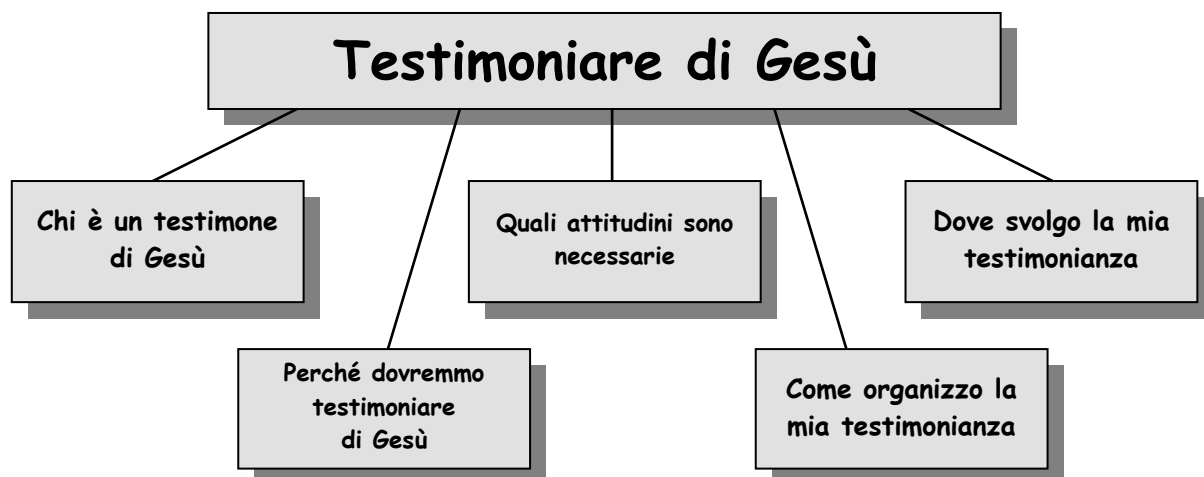 Testimoniare di Gesù
Chi è un testimone
di Gesù
Perché dovremmo
testimoniare
di Gesù
Quali attitudini sono
necessarie
Come organizzo la
mia testimonianza
Dove svolgo la mia
testimonianza